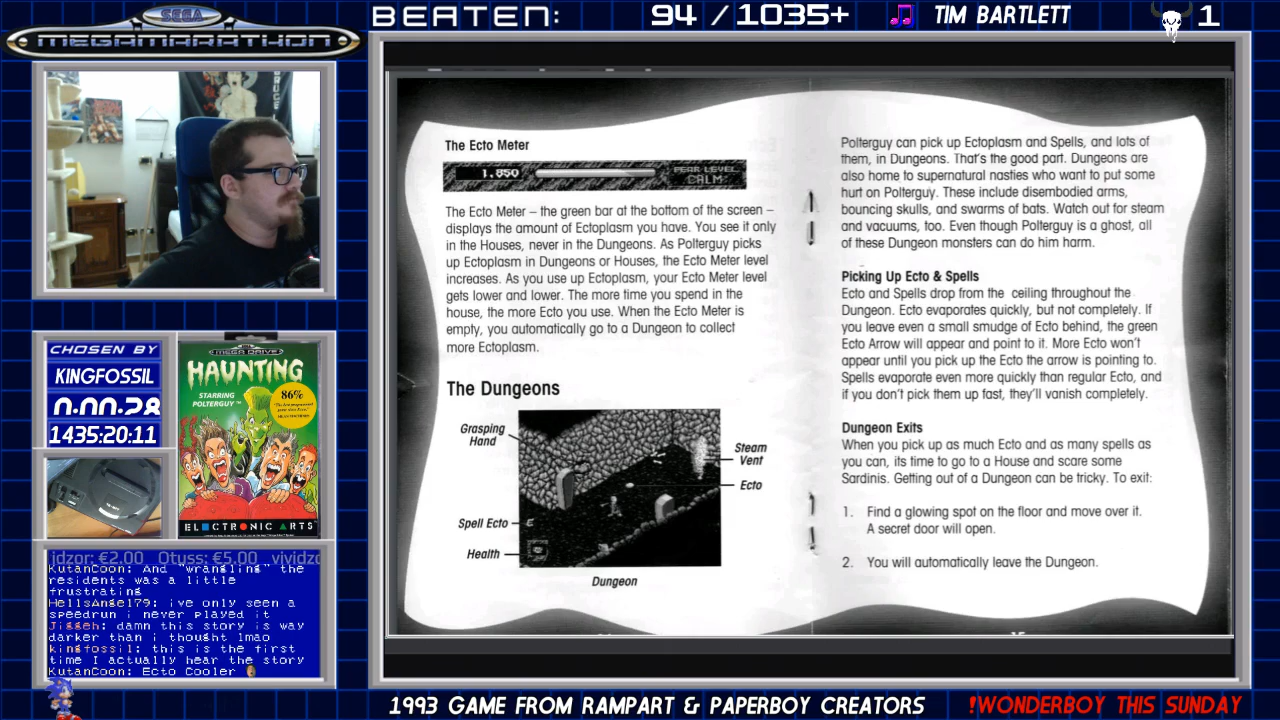 SEGA
MEGAMARATHON
BEATEN:
94 / 1035+
TIM BARTLETT
1
The Ecto Meter
1,850
FEAR LEVEL
CALM
The Ecto Meter – the green bar at the bottom of the screen –
displays the amount of Ectoplasm you have. You see it only
in the Houses, never in the Dungeons. As Polterguy picks
up Ectoplasm in Dungeons or Houses, the Ecto Meter level
increases. As you use up Ectoplasm, your Ecto Meter level
gets lower and lower. The more time you spend in the
house, the more Ecto you use. When the Ecto Meter is
empty, you automatically go to a Dungeon to collect
more Ectoplasm.
The Dungeons
Grasping
Hand
Steam
Vent
Ecto
Spell Ecto
Health
Dungeon
Polterguy can pick up Ectoplasm and Spells, and lots of
them, in Dungeons. That's the good part. Dungeons are
also home to supernatural nasties who want to put some
hurt on Polterguy. These include disembodied arms,
bouncing skulls, and swarms of bats. Watch out for steam
and vacuums, too. Even though Polterguy is a ghost, all
of these Dungeon monsters can do him harm.
Picking Up Ecto & Spells
Ecto and Spells drop from the ceiling throughout the
Dungeon. Ecto evaporates quickly, but not completely. If
you leave even a small smudge of Ecto behind, the green
Ecto Arrow will appear and point to it. More Ecto won't
appear until you pick up the Ecto the arrow is pointing to.
Spells evaporate even more quickly than regular Ecto, and
if you don't pick them up fast, they'll vanish completely.
Dungeon Exits
When you pick up as much Ecto and as many spells as
you can, its time to go to a House and scare some
Sardinis. Getting out of a Dungeon can be tricky. To exit:
1. Find a glowing spot on the floor and move over it.
A secret door will open.
2. You will automatically leave the Dungeon.
CHOSEN BY
KINGFOSSIL
0:00:28
1435:20:11
MEGA DRIVE
HAUNTING
STARRING
POLTERGUY™
86%
ELECTRONIC ARTS
jdzor: €2.00 Otuss: €5.00 vividzo
KutanCoon: And "wrangling" the
residents was a little
frustrating
HellsAngel79: ive only seen a
speedrun i never played it
Jiggeh: damn this story is way
darker than i thought lmao
kingfossil: this is the first
time I actually hear the story
KutanCoon: Ecto Cooler
1993 GAME FROM RAMPART & PAPERBOY CREATORS
!WONDERBOY THIS SUNDAY